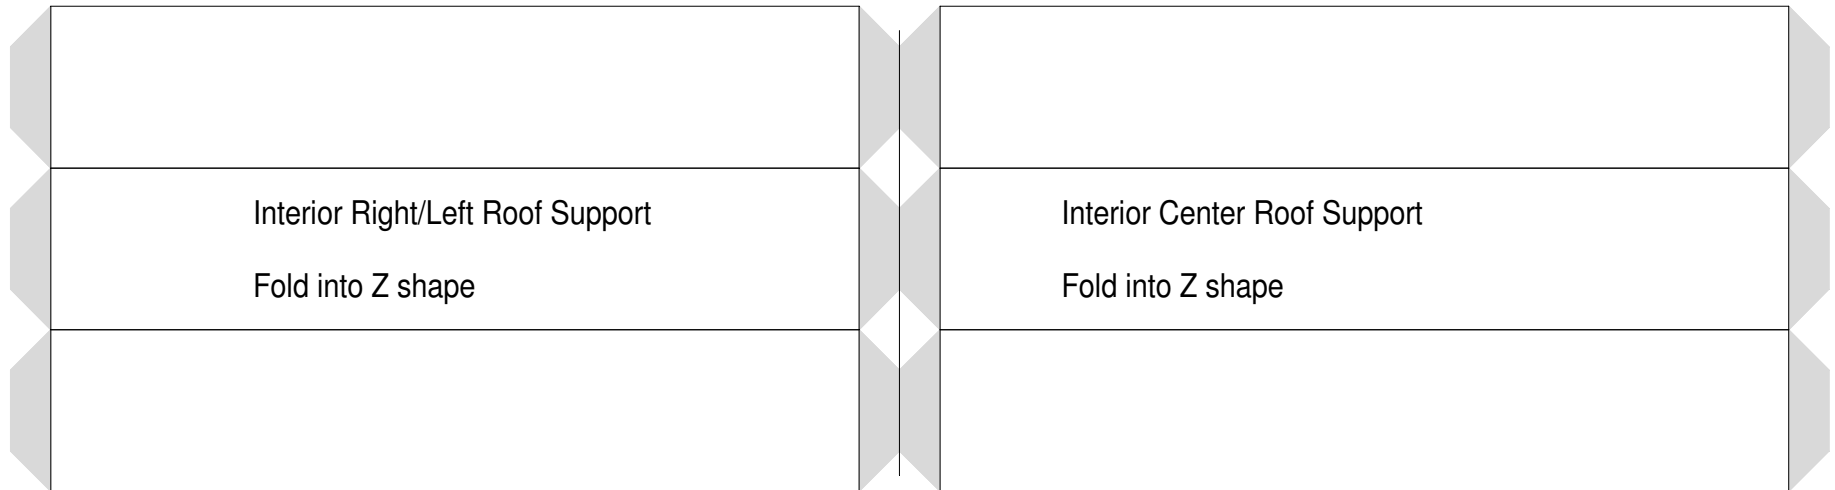 Interior Right/Left Roof Support
Fold into Z shape
Interior Center Roof Support
Fold into Z shape